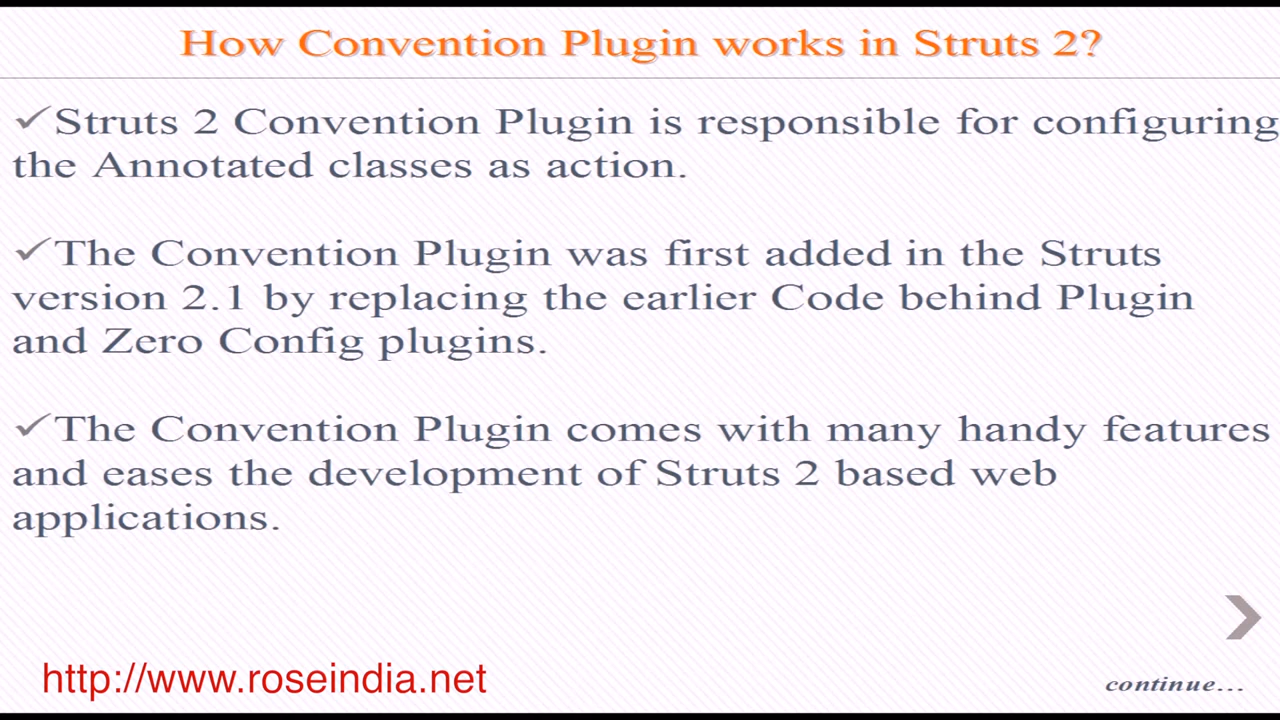 How Convention Plugin works in Struts 2?
✓Struts 2 Convention Plugin is responsible for configuring
the Annotated classes as action.
✓The Convention Plugin was first added in the Struts
version 2.1 by replacing the earlier Code behind Plugin
and Zero Config plugins.
✓The Convention Plugin comes with many handy features
and eases the development of Struts 2 based web
applications.
http://www.roseindia.net
continue...